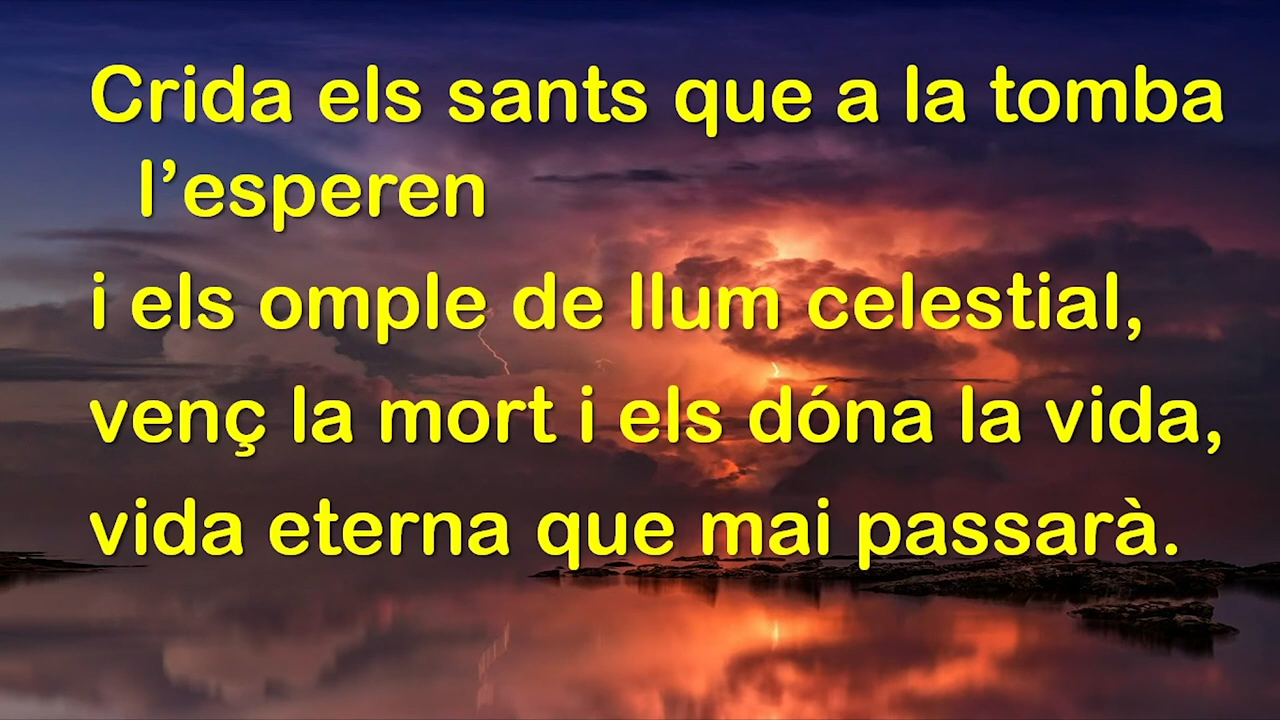 Crida els sants que a la tomba
l’esperen
i els omple de llum celestial,
venç la mort i els dóna la vida,
vida eterna que mai passarà.